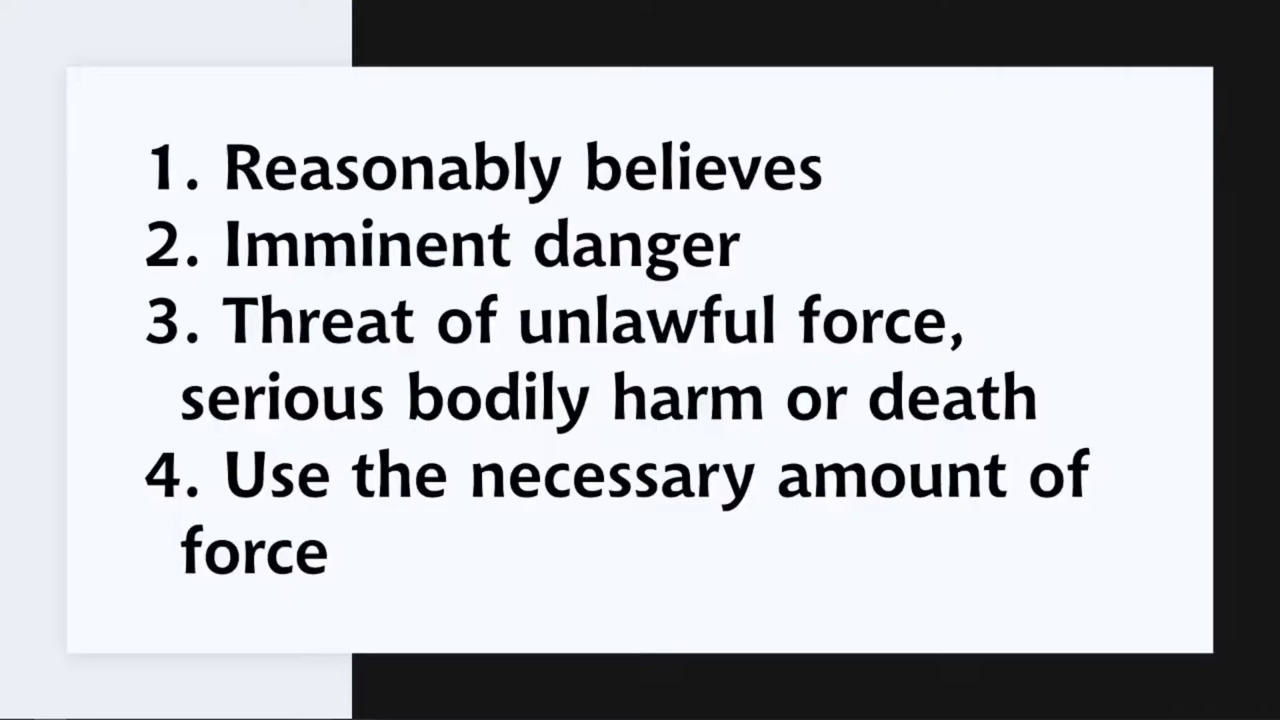 1. Reasonably believes
2. Imminent danger
3. Threat of unlawful force,
serious bodily harm or death
4. Use the necessary amount of
force